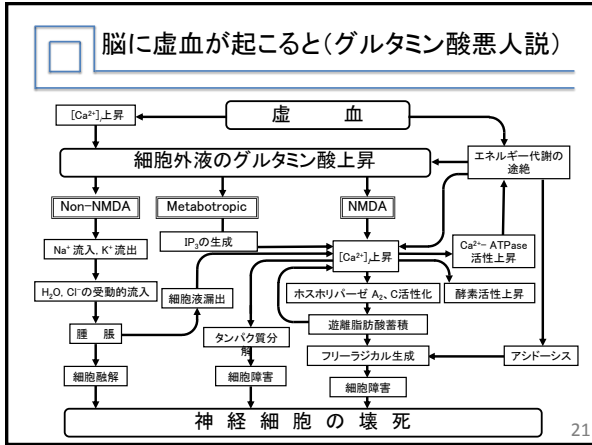 脳に虚血が起こると(グルタミン酸悪人説)
[Ca²⁺]ᵢ上昇
虚 血
エネルギー代謝の
途絶
細胞外液のグルタミン酸上昇
Non-NMDA
Metabotropic
NMDA
IP₃の生成
Na⁺ 流入, K⁺ 流出
[Ca²⁺]ᵢ上昇
Ca²⁺- ATPase
活性上昇
H₂O, Cl⁻の受動的流入
細胞液漏出
ホスホリパーゼ A₂、C活性化
酵素活性上昇
腫 脹
タンパク質分
解
遊離脂肪酸蓄積
フリーラジカル生成
アシドーシス
細胞融解
細胞障害
細胞障害
神 経 細 胞 の 壊 死
21